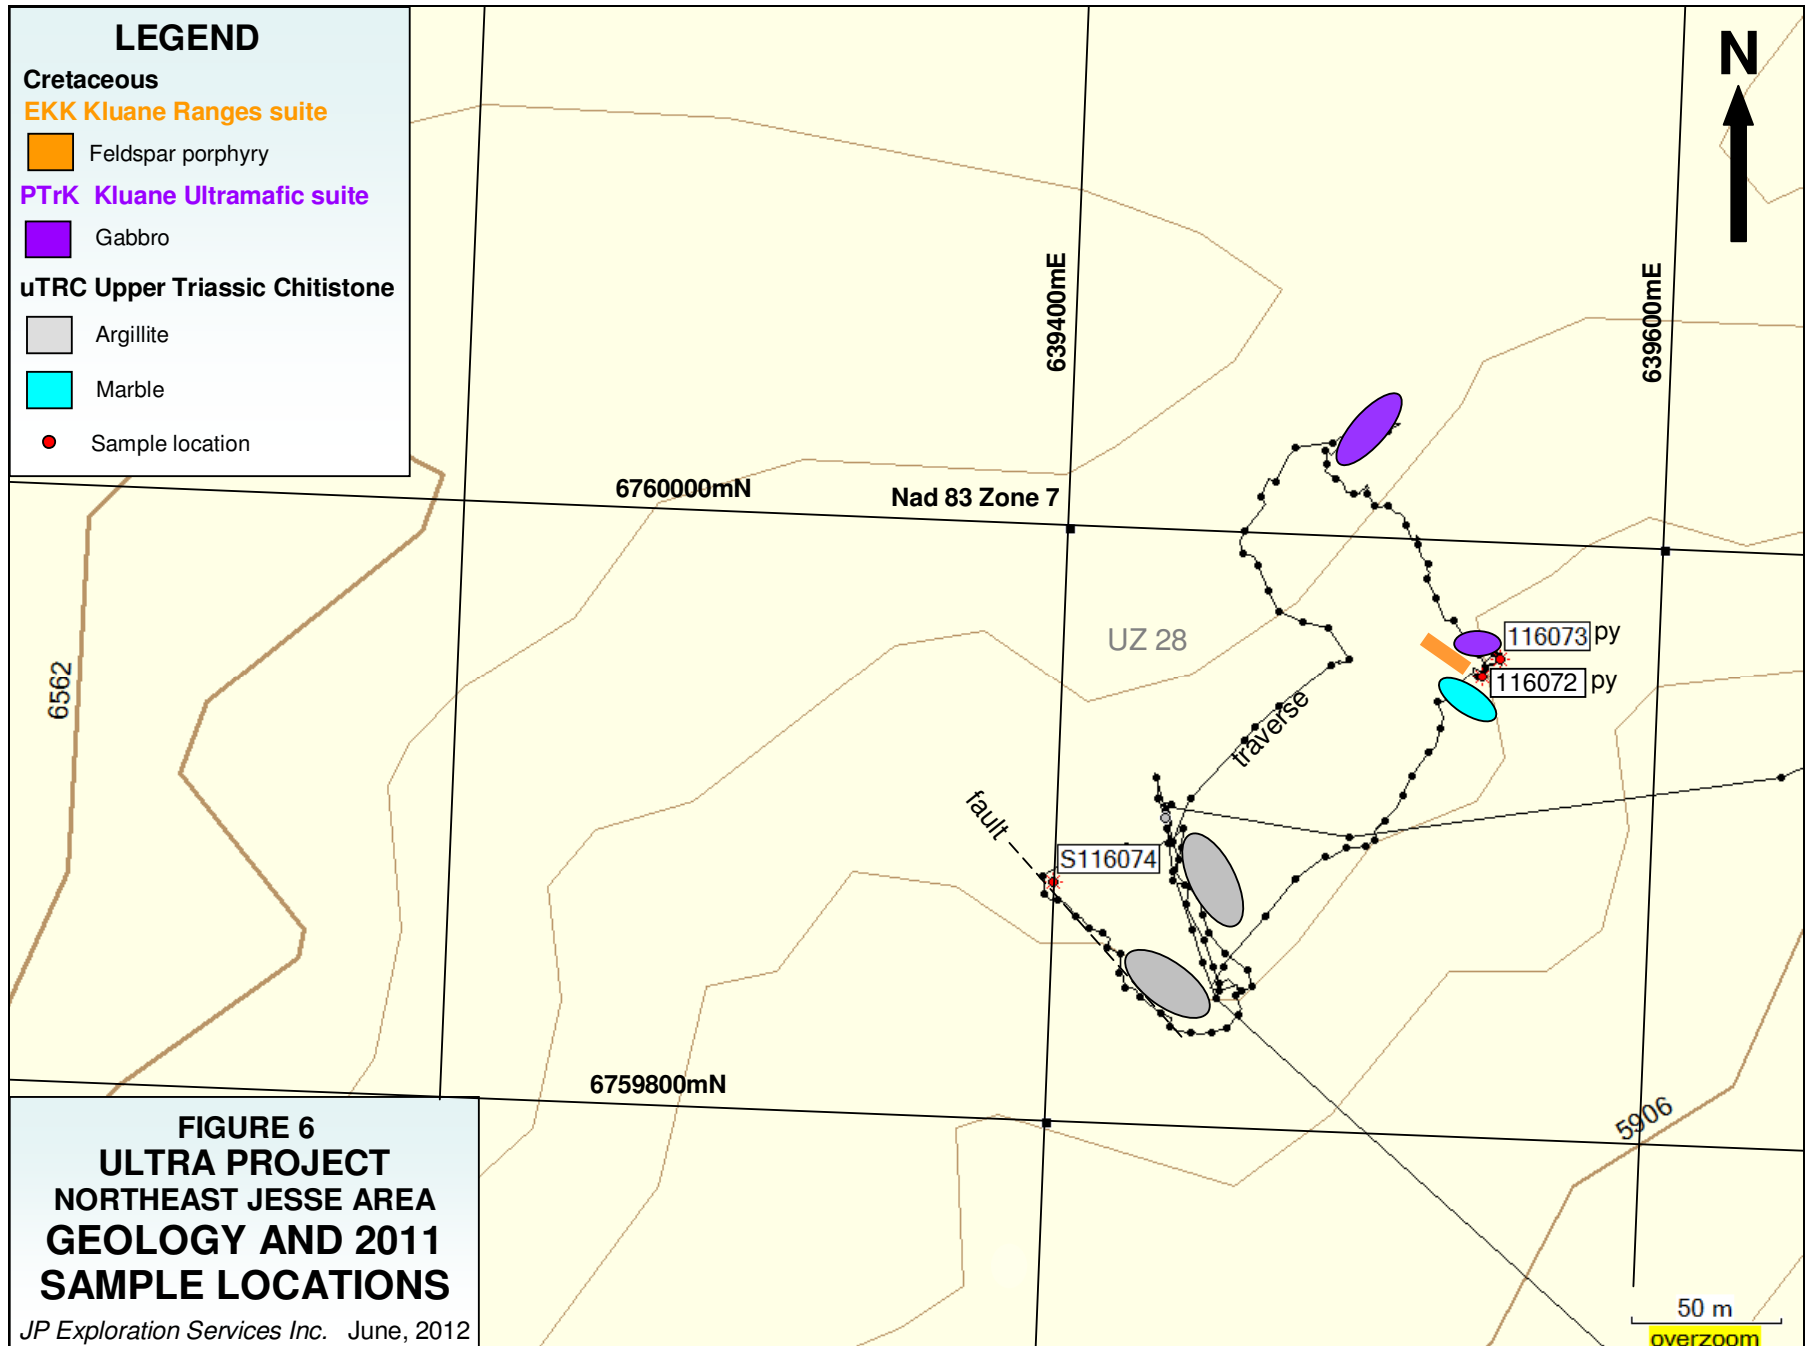 LEGEND
Cretaceous
EKK Kluane Ranges suite
Feldspar porphyry
PTrK Kluane Ultramafic suite
Gabbro
uTRC Upper Triassic Chitistone
Argillite
Marble
Sample location
N
639400mE
639600mE
6760000mN
Nad 83 Zone 7
UZ 28
116073 py
116072 py
6562
traverse
fault
S116074
6759800mN
5906
FIGURE 6
ULTRA PROJECT
NORTHEAST JESSE AREA
GEOLOGY AND 2011
SAMPLE LOCATIONS
JP Exploration Services Inc. June, 2012
50 m
overzoom